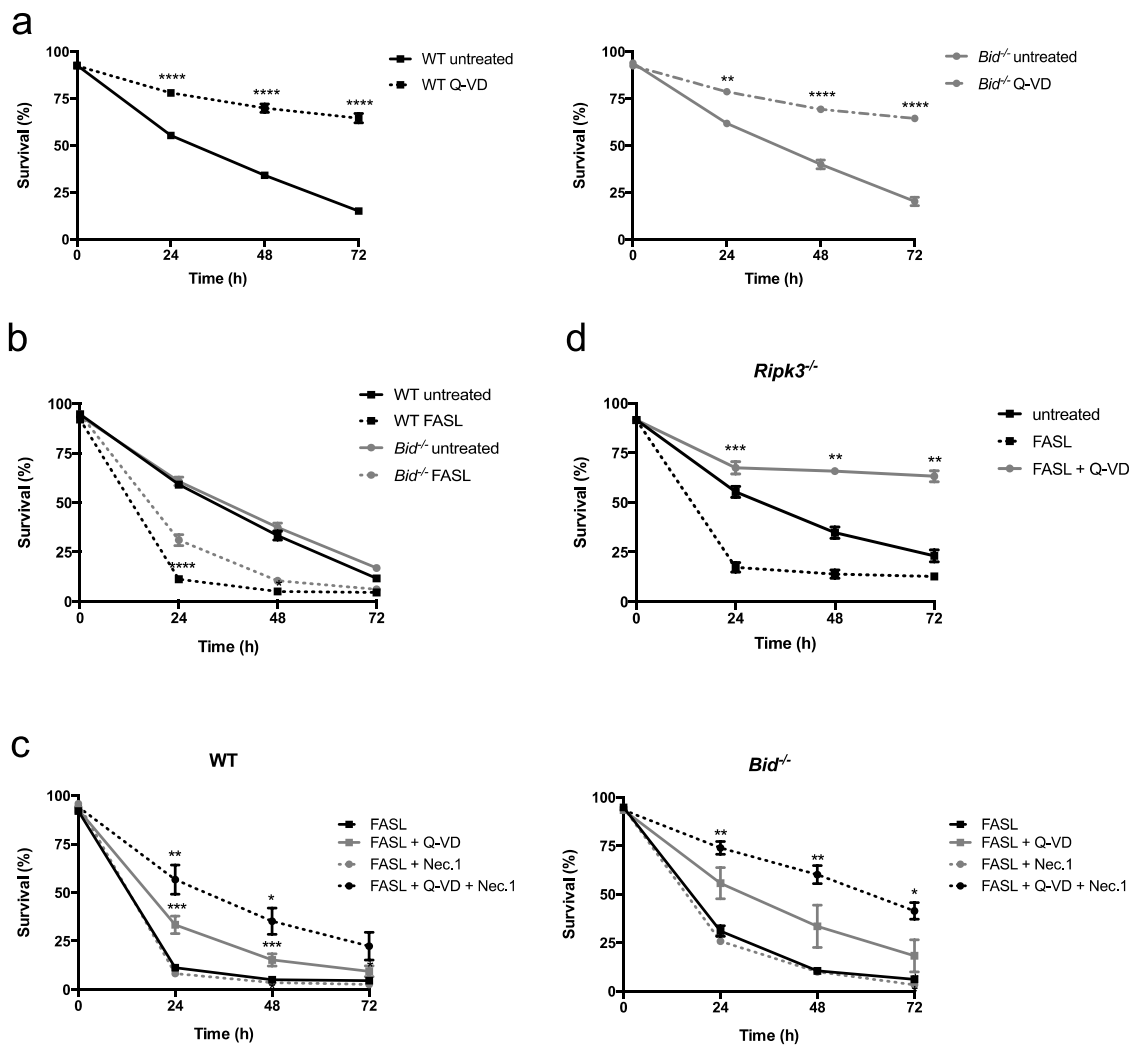 a
100
75
50
25
0
Survival (%)
0 24 48 72
Time (h)
**** **** ****
WT untreated
WT Q-VD
100
75
50
25
0
Survival (%)
0 24 48 72
Time (h)
** **** ****
Bid-/- untreated
Bid-/- Q-VD
b
100
75
50
25
0
Survival (%)
0 24 48 72
Time (h)
**** *
WT untreated
WT FASL
Bid-/- untreated
Bid-/- FASL
d
Ripk3-/-
100
75
50
25
0
Survival (%)
0 24 48 72
Time (h)
*** ** **
untreated
FASL
FASL + Q-VD
c
WT
100
75
50
25
0
Survival (%)
0 24 48 72
Time (h)
** *
*** *** *
FASL
FASL + Q-VD
FASL + Nec.1
FASL + Q-VD + Nec.1
Bid-/-
100
75
50
25
0
Survival (%)
0 24 48 72
Time (h)
** ** *
FASL
FASL + Q-VD
FASL + Nec.1
FASL + Q-VD + Nec.1